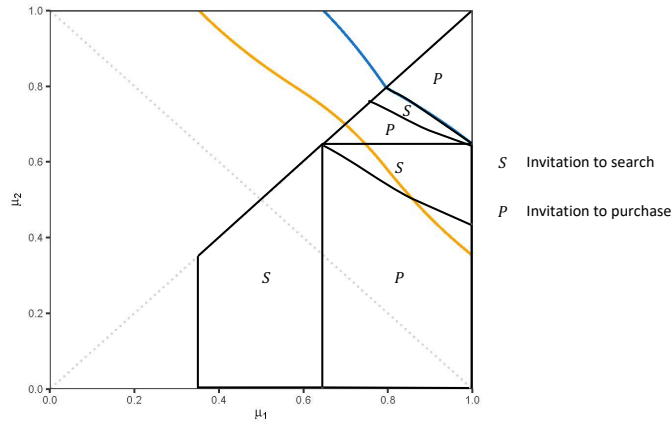 1.0
0.8
0.6
0.4
0.2
0.0
μ2
0.0
0.2
0.4
0.6
0.8
1.0
μ1
P
S
P
S
S
P
S Invitation to search
P Invitation to purchase